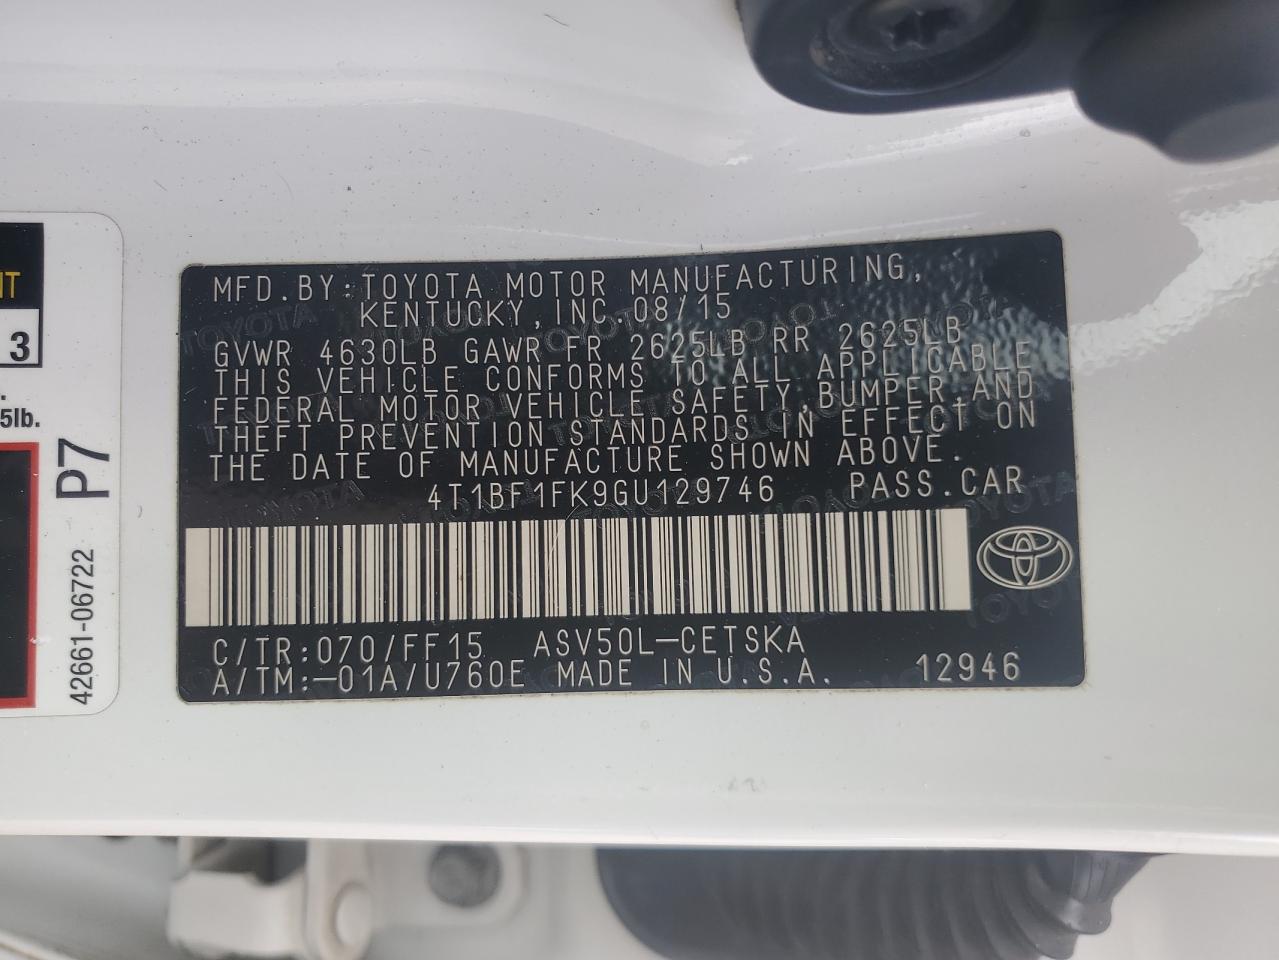 MFD.BY:TOYOTA MOTOR MANUFACTURING,
KENTUCKY,INC. 08/15
GVWR 4630LB GAWR FR 2625LB RR 2625LB
THIS VEHICLE CONFORMS TO ALL APPLICABLE
FEDERAL MOTOR VEHICLE SAFETY,BUMPER,AND
THEFT PREVENTION STANDARDS IN EFFECT ON
THE DATE OF MANUFACTURE SHOWN ABOVE.
4T1BF1FK9GU129746 PASS.CAR
C/TR:070/FF15 ASV50L-CETSKA
A/TM:-01A/U760E MADE IN U.S.A. 12946
3
5lb.
P7
42661-06722